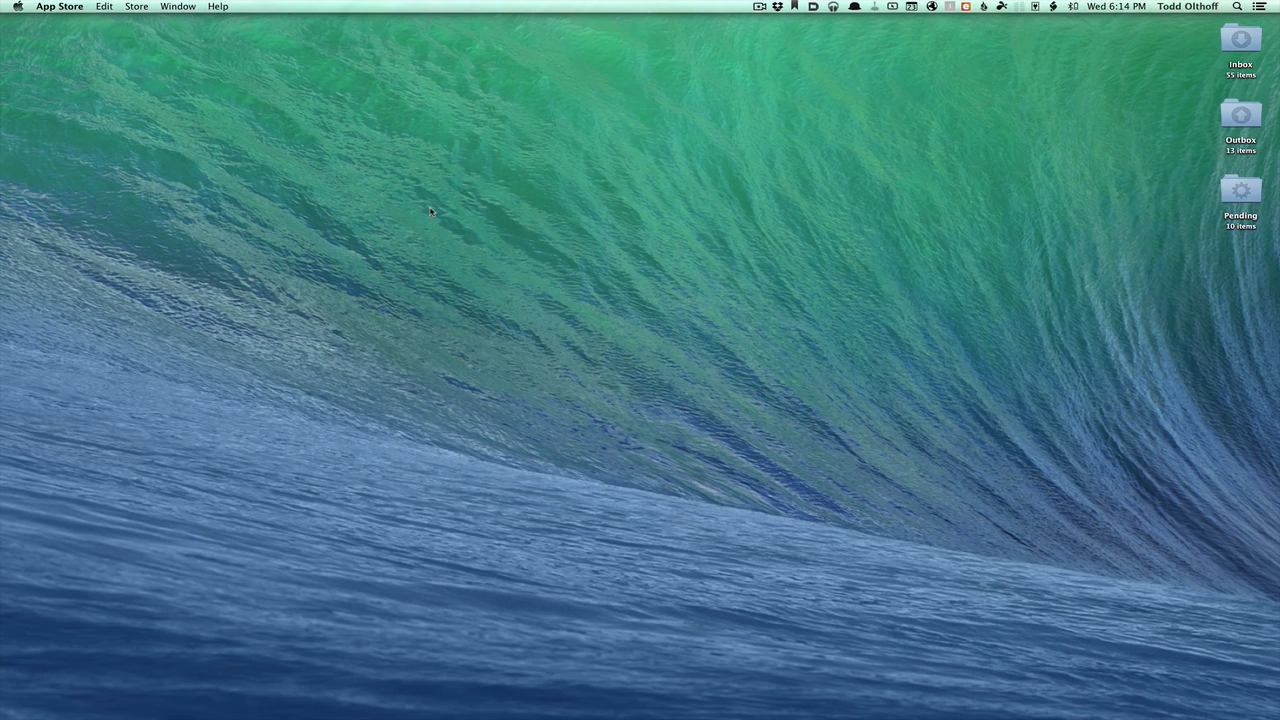 App Store Edit Store Window Help 23 Wed 6:14 PM Todd Olthoff
Inbox
55 items
Outbox
13 items
Pending
10 items